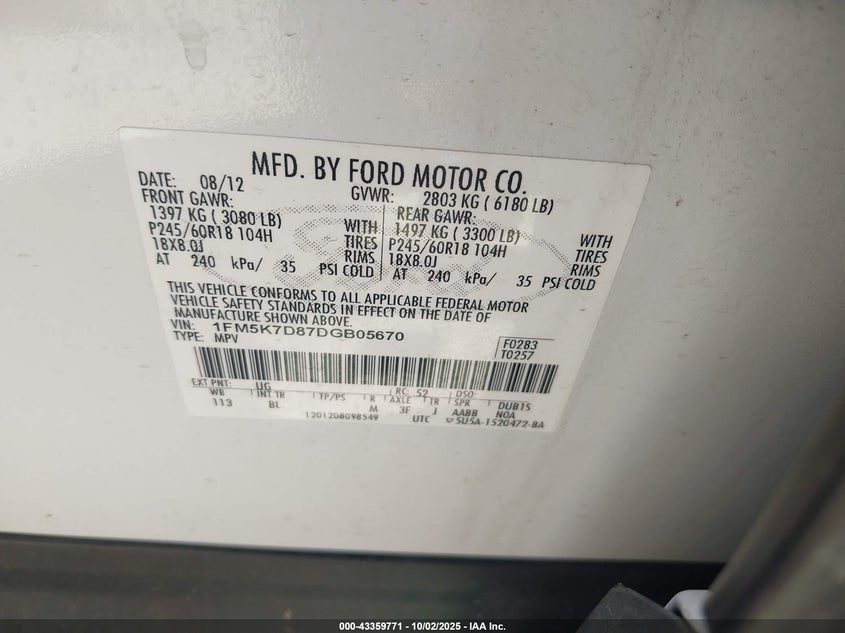 MFD. BY FORD MOTOR CO.
DATE: 08/12 GVWR: 2803 KG ( 6180 LB)
FRONT GAWR: REAR GAWR:
1397 KG ( 3080 LB) WITH 1497 KG ( 3300 LB) WITH
P245/60R18 104H TIRES P245/60R18 104H TIRES
18X8.0J RIMS 18X8.0J RIMS
AT 240 kPa/ 35 PSI COLD AT 240 kPa/ 35 PSI COLD
THIS VEHICLE CONFORMS TO ALL APPLICABLE FEDERAL MOTOR
VEHICLE SAFETY STANDARDS IN EFFECT ON THE DATE OF
MANUFACTURE SHOWN ABOVE.
VIN: 1FM5K7D87DGB05670
TYPE: MPV
F0283
T0257
EXT PNT: UG RC: 52 DSO:
WB INT TR TP/PS R AXLE TR SPR DUB15
113 BL M 3F J AABB NOA
1201208098549 UTC 5U5A-1520472-BA
000-43359771 - 10/02/2025 - IAA Inc.